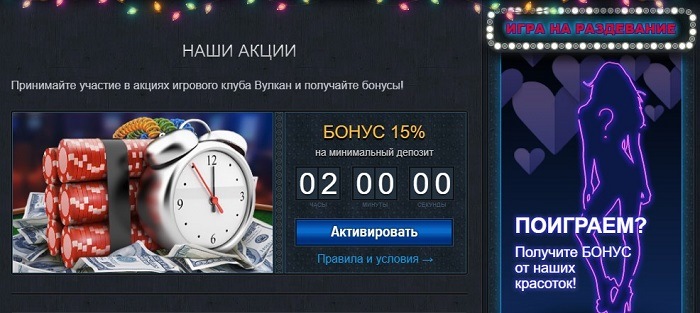 НАШИ АКЦИИ
Принимайте участие в акциях игрового клуба Вулкан и получайте бонусы!
12
БОНУС 15%
на минимальный депозит
02 00 00
ЧАСЫ МИНУТЫ СЕКУНДЫ
Активировать
Правила и условия →
ИГРА НА РАЗДЕВАНИЕ
?
ПОИГРАЕМ?
Получите БОНУС
от наших
красоток!